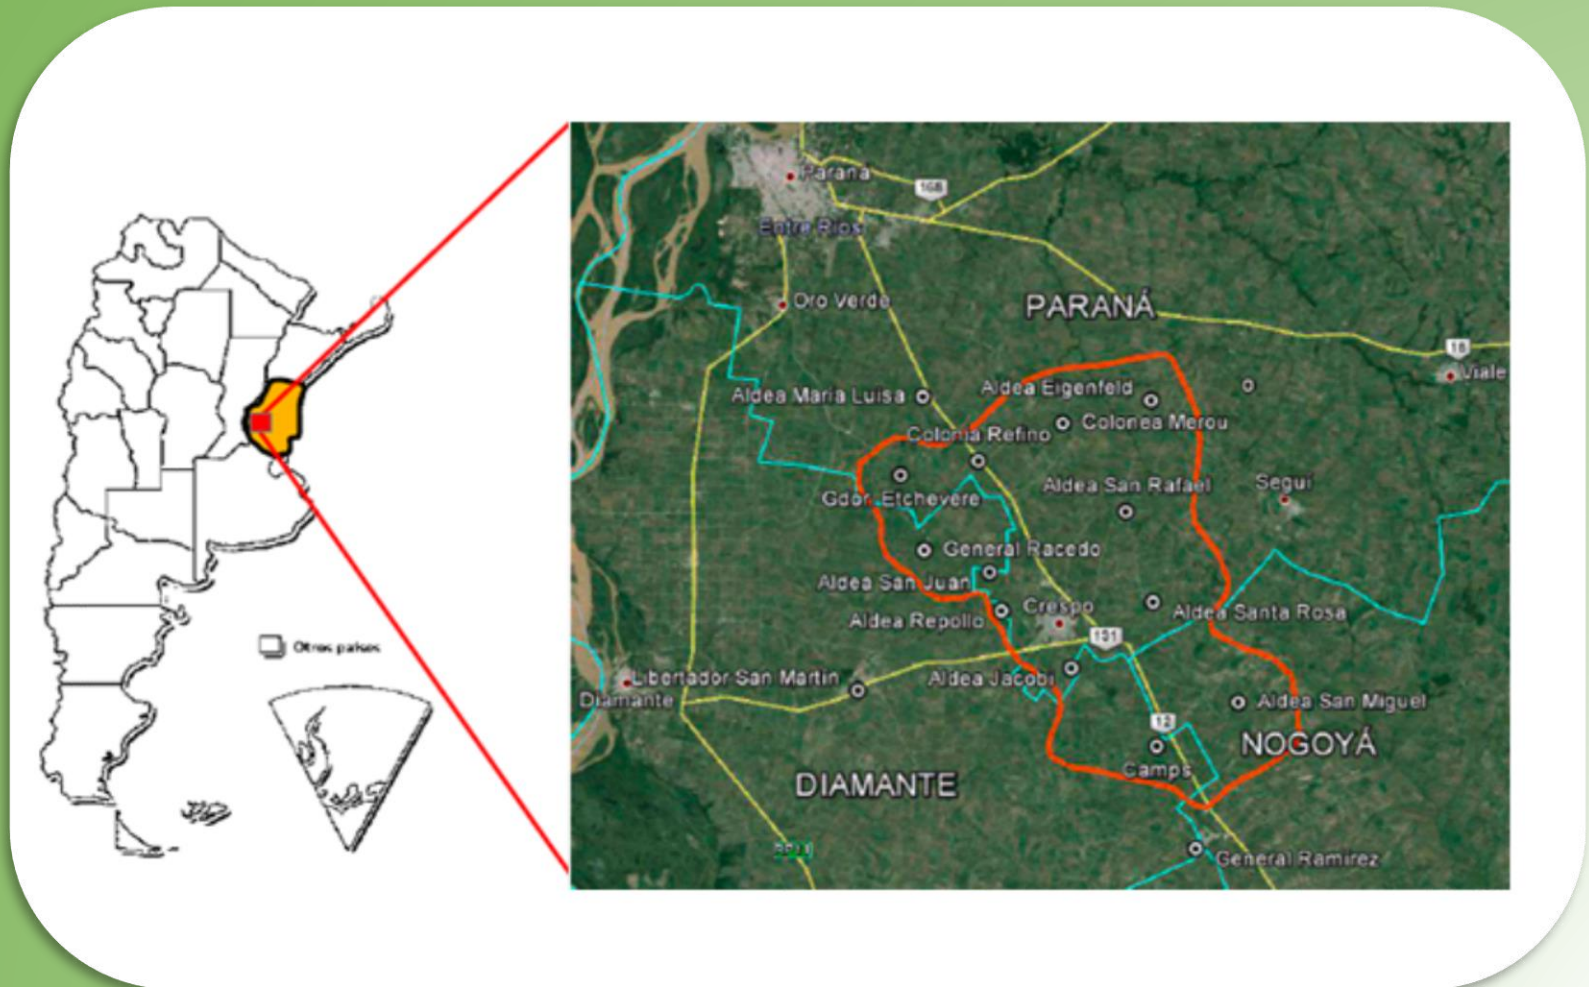 Otros países
Paraná
168
Entre Ríos
Oro Verde
PARANÁ
18
Viale
Aldea María Luisa
Aldea Eigenfeld
Colonea Merou
Colonia Refino
Aldea San Rafael
Seguí
Gdor. Etchevere
General Racedo
Aldea San Juan
Crespo
Aldea Santa Rosa
Aldea Repollo
131
Libertador San Martín
Aldea Jacobi
Diamante
Aldea San Miguel
12
NOGOYÁ
Camps
DIAMANTE
General Ramírez